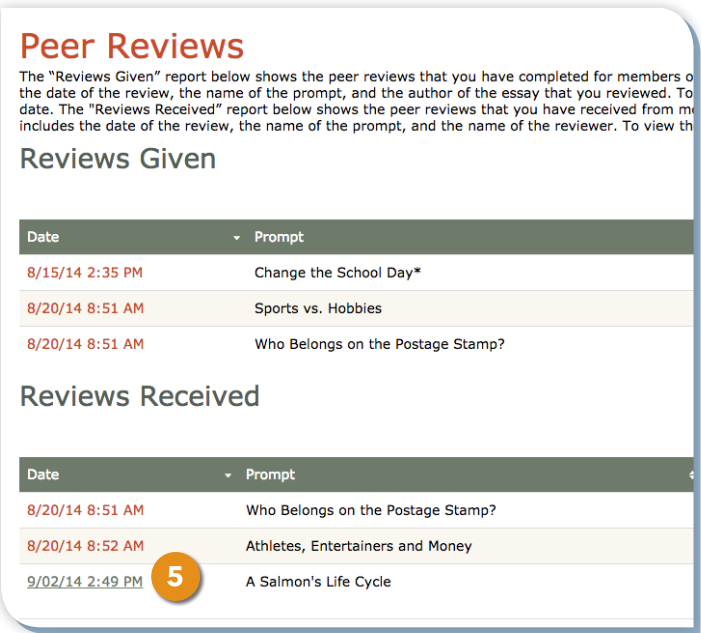 Peer Reviews
The “Reviews Given” report below shows the peer reviews that you have completed for members o
the date of the review, the name of the prompt, and the author of the essay that you reviewed. To
date. The "Reviews Received” report below shows the peer reviews that you have received from me
includes the date of the review, the name of the prompt, and the name of the reviewer. To view th
Reviews Given
Date Prompt
8/15/14 2:35 PM Change the School Day*
8/20/14 8:51 AM Sports vs. Hobbies
8/20/14 8:51 AM Who Belongs on the Postage Stamp?
Reviews Received
Date Prompt
8/20/14 8:51 AM Who Belongs on the Postage Stamp?
8/20/14 8:52 AM Athletes, Entertainers and Money
9/02/14 2:49 PM 5 A Salmon's Life Cycle